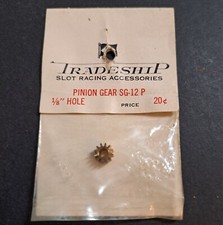 TRADESHIP
SLOT RACING ACCESSORIES
PINION GEAR SG-12 P
1/8" HOLE
PRICE
20¢